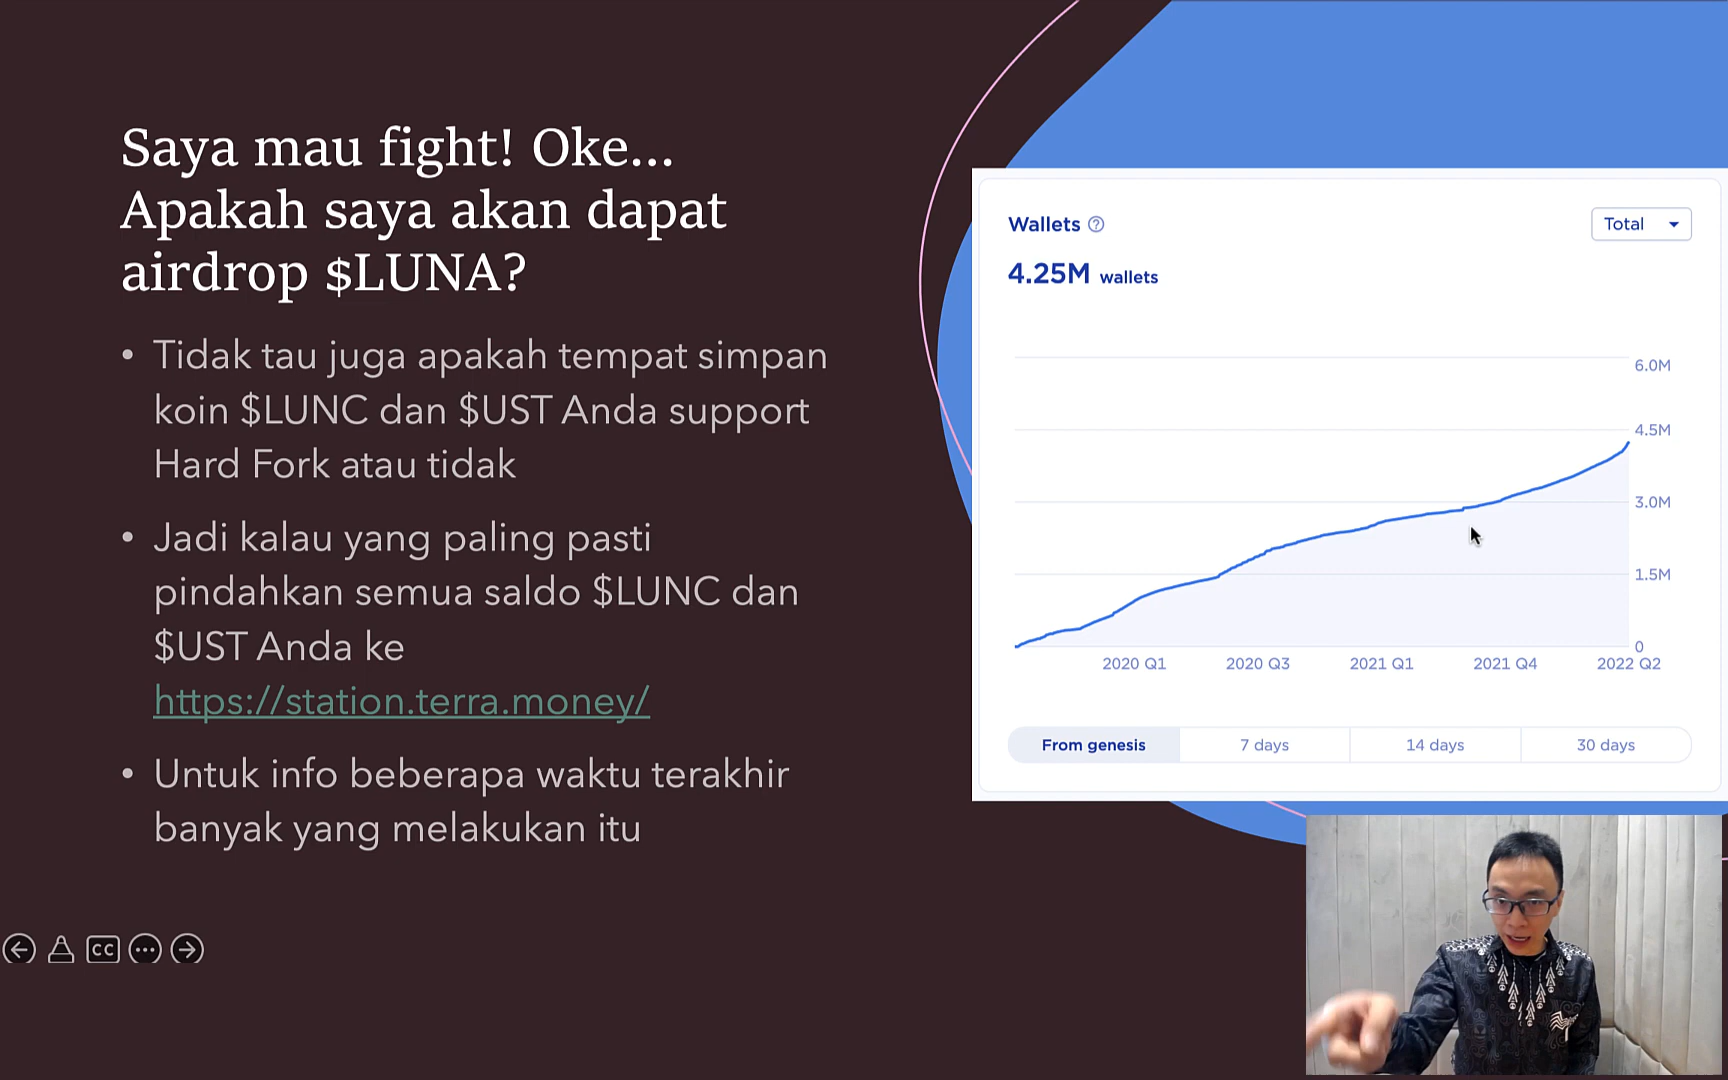 Saya mau fight! Oke...
Apakah saya akan dapat
airdrop $LUNA?
• Tidak tau juga apakah tempat simpan
koin $LUNC dan $UST Anda support
Hard Fork atau tidak
• Jadi kalau yang paling pasti
pindahkan semua saldo $LUNC dan
$UST Anda ke
https://station.terra.money/
• Untuk info beberapa waktu terakhir
banyak yang melakukan itu
CC
Wallets ?
Total
4.25M wallets
6.0M
4.5M
3.0M
1.5M
0
2020 Q1 2020 Q3 2021 Q1 2021 Q4 2022 Q2
From genesis 7 days 14 days 30 days